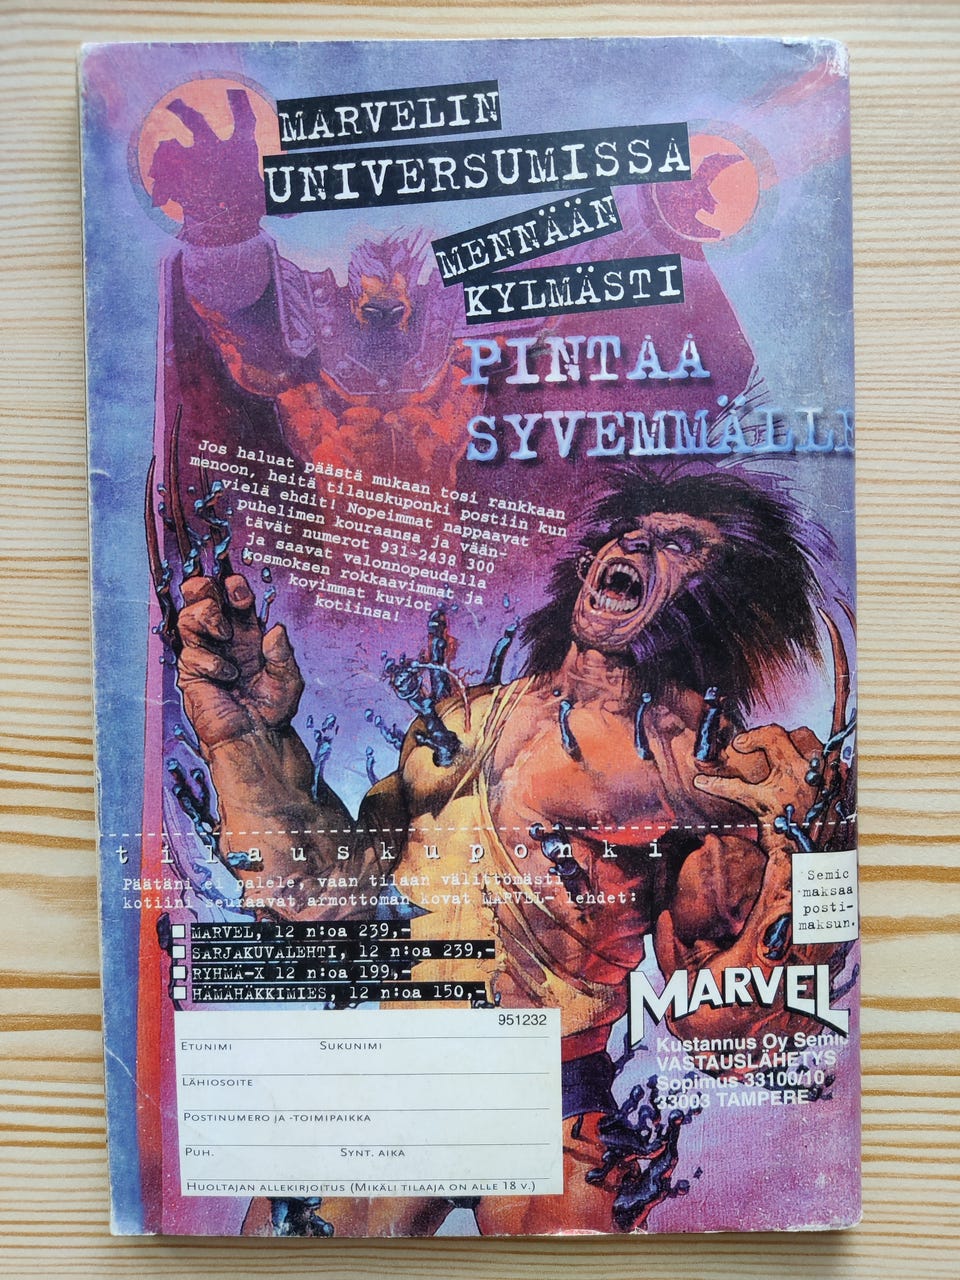 MARVELIN
UNIVERSUMISSA
MENNÄÄN
KYLMÄSTI
PINTAA
SYVEMMÄLLE
Jos haluat päästä mukaan tosi rankkaan
menoon, heitä tilauskuponki postiin kun
vielä ehdit! Nopeimmat nappaavat
puhelimen kouraansa ja vään-
tävät numerot 931-2438 300
ja saavat valonnopeudella
kosmoksen rokkaavimmat ja
kovimmat kuviot
kotiinsa!
tilauskuponki
Päätäni ei palele, vaan tilaan välittömästi
kotiini seuraavat armottoman kovat MARVEL- lehdet:
MARVEL, 12 n:oa 239,-
SARJAKUVALEHTI, 12 n:oa 239,-
RYHMÄ-X 12 n:oa 199,-
HÄMÄHÄKKIMIES, 12 n:oa 150,-
Semic
maksaa
posti-
maksun.
951232
ETUNIMI SUKUNIMI
LÄHIOSOITE
POSTINUMERO JA -TOIMIPAIKKA
PUH. SYNT. AIKA
HUOLTAJAN ALLEKIRJOITUS (MIKÄLI TILAAJA ON ALLE 18 V.)
MARVEL
Kustannus Oy Semic
VASTAUSLÄHETYS
Sopimus 33100/10
33003 TAMPERE